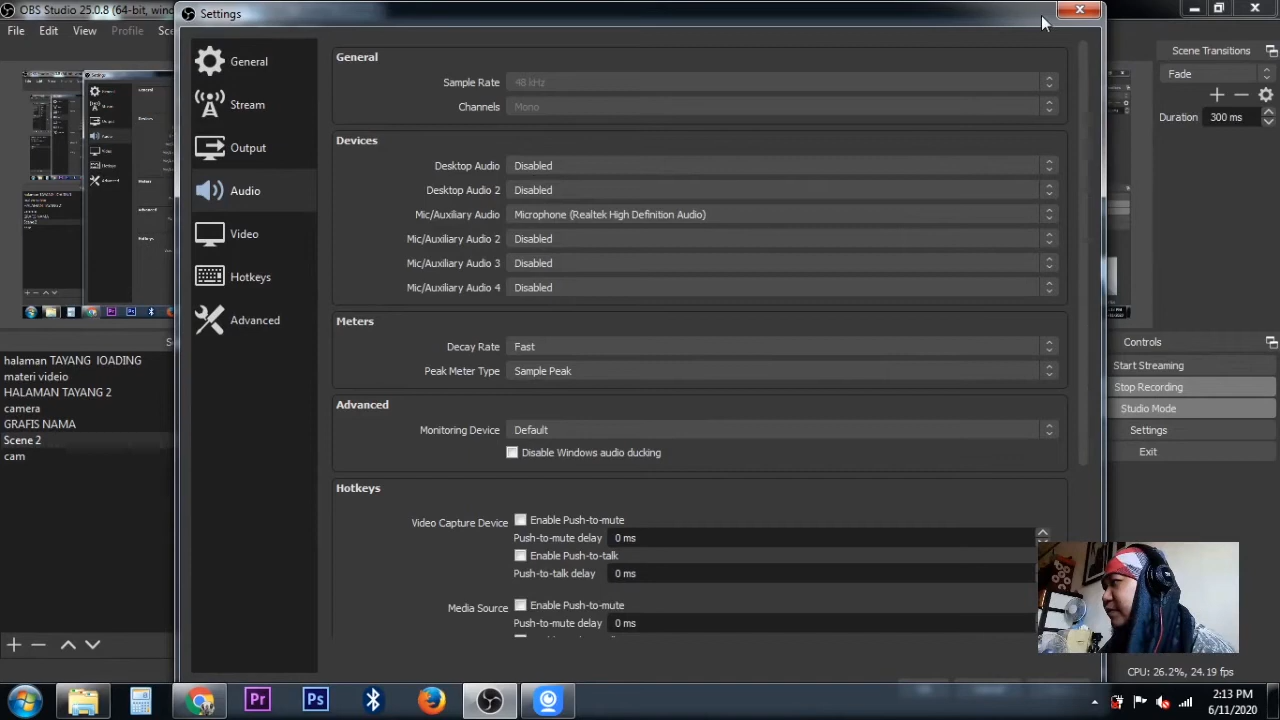 OBS Studio 25.0.8 (64-bit, wind
Settings
File Edit View Profile Sce
General
Stream
Output
Audio
Video
Hotkeys
Advanced
General
Sample Rate 48 kHz
Channels Mono
Devices
Desktop Audio Disabled
Desktop Audio 2 Disabled
Mic/Auxiliary Audio Microphone (Realtek High Definition Audio)
Mic/Auxiliary Audio 2 Disabled
Mic/Auxiliary Audio 3 Disabled
Mic/Auxiliary Audio 4 Disabled
Meters
Decay Rate Fast
Peak Meter Type Sample Peak
Advanced
Monitoring Device Default
Disable Windows audio ducking
Hotkeys
Video Capture Device Enable Push-to-mute
Push-to-mute delay 0 ms
Enable Push-to-talk
Push-to-talk delay 0 ms
Media Source Enable Push-to-mute
Push-to-mute delay 0 ms
Scene Transitions
Fade
Duration 300 ms
Controls
Start Streaming
Stop Recording
Studio Mode
Settings
Exit
halaman TAYANG lOADING
materi videio
HALAMAN TAYANG 2
camera
GRAFIS NAMA
Scene 2
cam
CPU: 26.2%, 24.19 fps
Pr
Ps
2:13 PM
6/11/2020